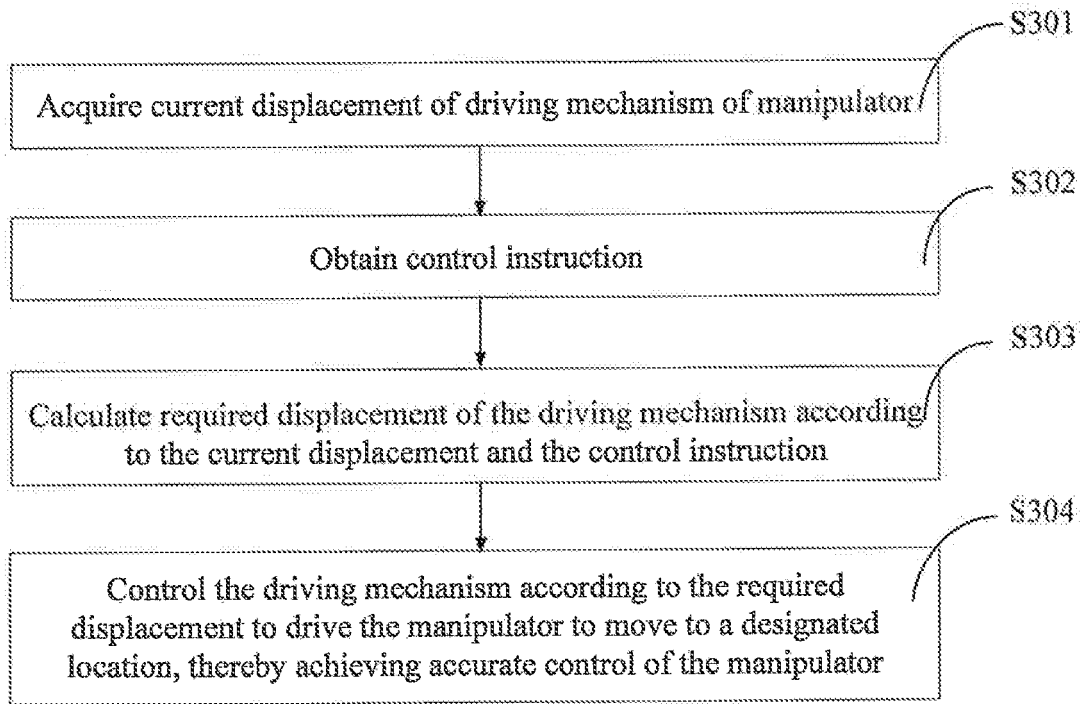 S301
Acquire current displacement of driving mechanism of manipulator
S302
Obtain control instruction
S303
Calculate required displacement of the driving mechanism according
to the current displacement and the control instruction
S304
Control the driving mechanism according to the required
displacement to drive the manipulator to move to a designated
location, thereby achieving accurate control of the manipulator